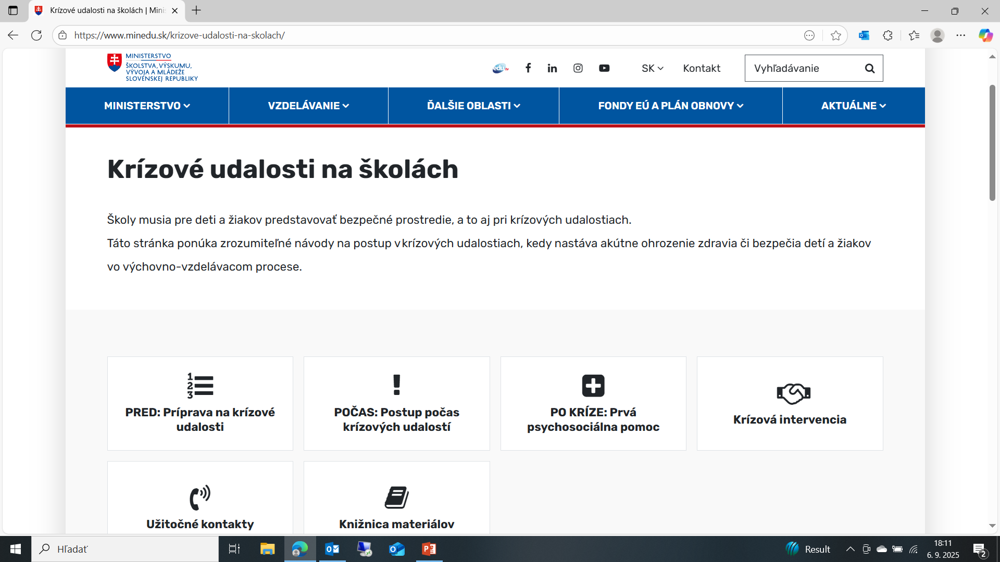 Krízové udalosti na školách | Mini
https://www.minedu.sk/krizove-udalosti-na-skolach/
MINISTERSTVO
ŠKOLSTVA, VÝSKUMU,
VÝVOJA A MLÁDEŽE
SLOVENSKEJ REPUBLIKY
edu tv
SK
Kontakt
Vyhľadávanie
MINISTERSTVO
VZDELÁVANIE
ĎALŠIE OBLASTI
FONDY EÚ A PLÁN OBNOVY
AKTUÁLNE
Krízové udalosti na školách
Školy musia pre deti a žiakov predstavovať bezpečné prostredie, a to aj pri krízových udalostiach.
Táto stránka ponúka zrozumiteľné návody na postup v krízových udalostiach, kedy nastáva akútne ohrozenie zdravia či bezpečia detí a žiakov
vo výchovno-vzdelávacom procese.
1
2
3
PRED: Príprava na krízové
udalosti
POČAS: Postup počas
krízových udalostí
PO KRÍZE: Prvá
psychosociálna pomoc
Krízová intervencia
Užitočné kontakty
Knižnica materiálov
Hľadať
Result
18:11
6. 9. 2025
2